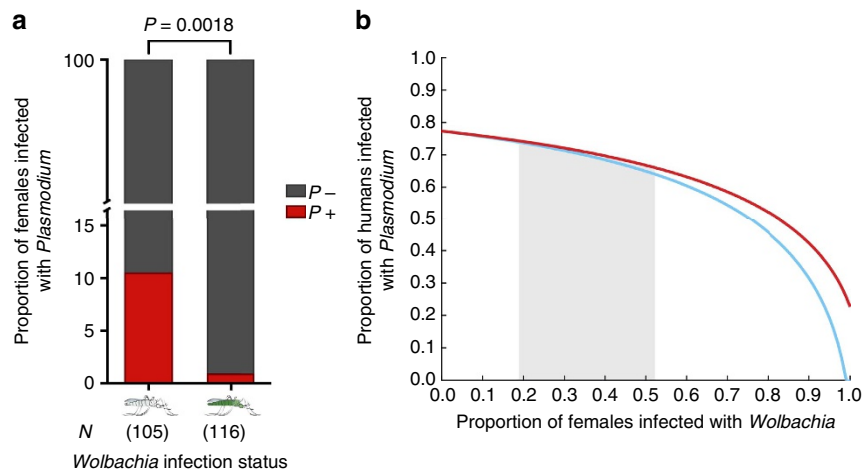 a
P = 0.0018
100
15
10
5
0
Proportion of females infected
with Plasmodium
P –
P +
N (105) (116)
Wolbachia infection status
b
1.0
0.9
0.8
0.7
0.6
0.5
0.4
0.3
0.2
0.1
0.0
Proportion of humans infected
with Plasmodium
0.0 0.1 0.2 0.3 0.4 0.5 0.6 0.7 0.8 0.9 1.0
Proportion of females infected with Wolbachia